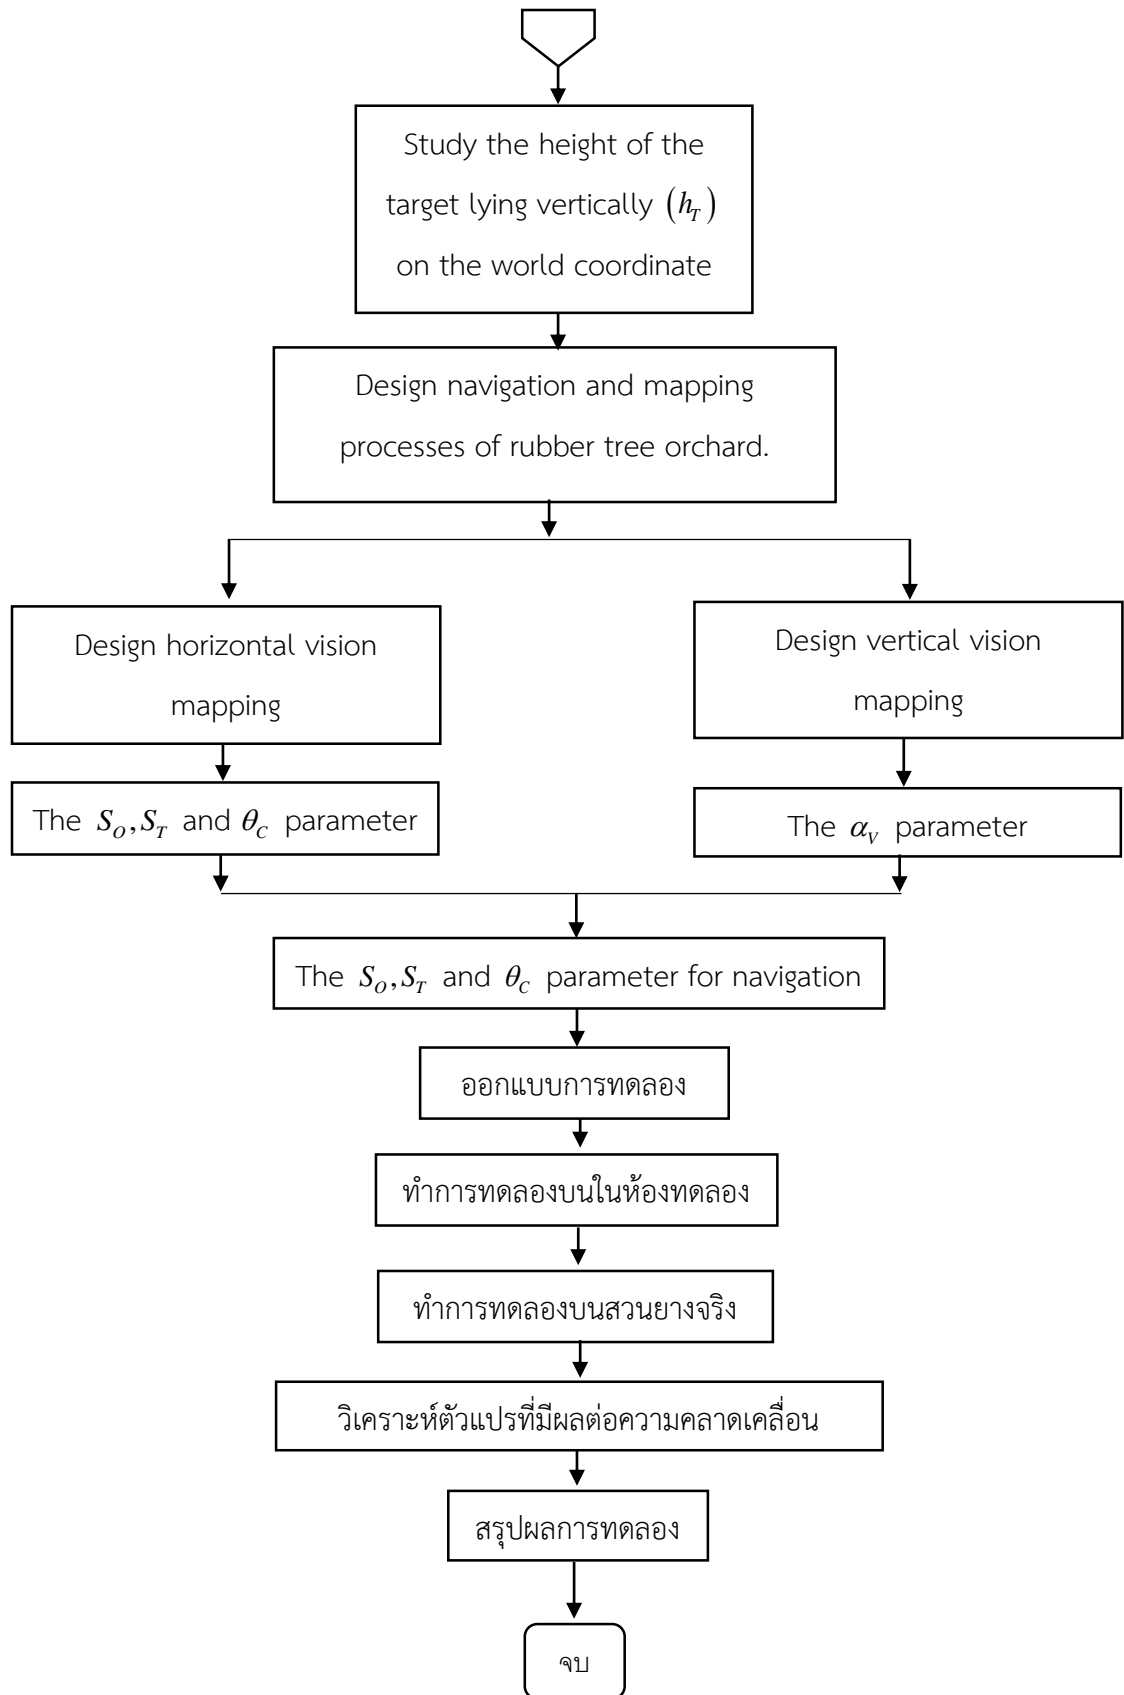 Study the height of the
target lying vertically (h_T)
on the world coordinate
Design navigation and mapping
processes of rubber tree orchard.
Design horizontal vision
mapping
Design vertical vision
mapping
The S_O, S_T and θ_C parameter
The α_V parameter
The S_O, S_T and θ_C parameter for navigation
ออกแบบการทดลอง
ทำการทดลองบนในห้องทดลอง
ทำการทดลองบนสวนยางจริง
วิเคราะห์ตัวแปรที่มีผลต่อความคลาดเคลื่อน
สรุปผลการทดลอง
จบ